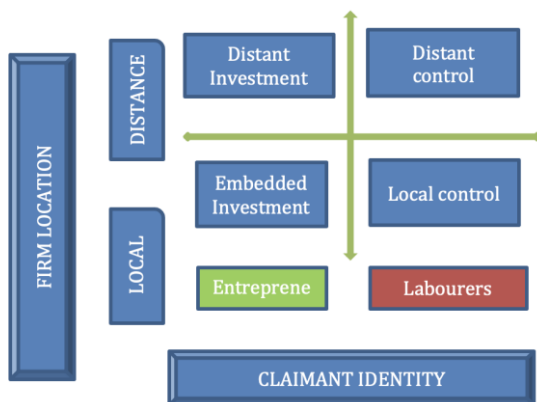 FIRM LOCATION
DISTANCE
LOCAL
Distant
Investment
Distant
control
Embedded
Investment
Local control
Entreprene
Labourers
CLAIMANT IDENTITY